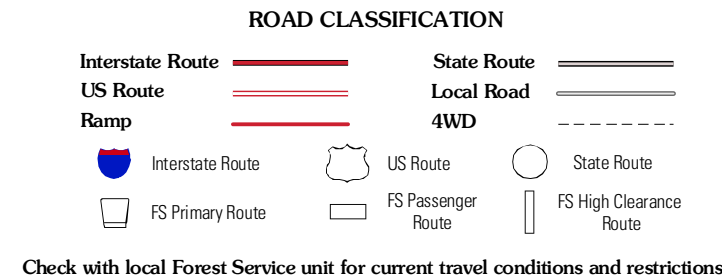 ROAD CLASSIFICATION
Interstate Route
State Route
US Route
Local Road
Ramp
4WD
Interstate Route
US Route
State Route
FS Primary Route
FS Passenger
Route
FS High Clearance
Route
Check with local Forest Service unit for current travel conditions and restrictions